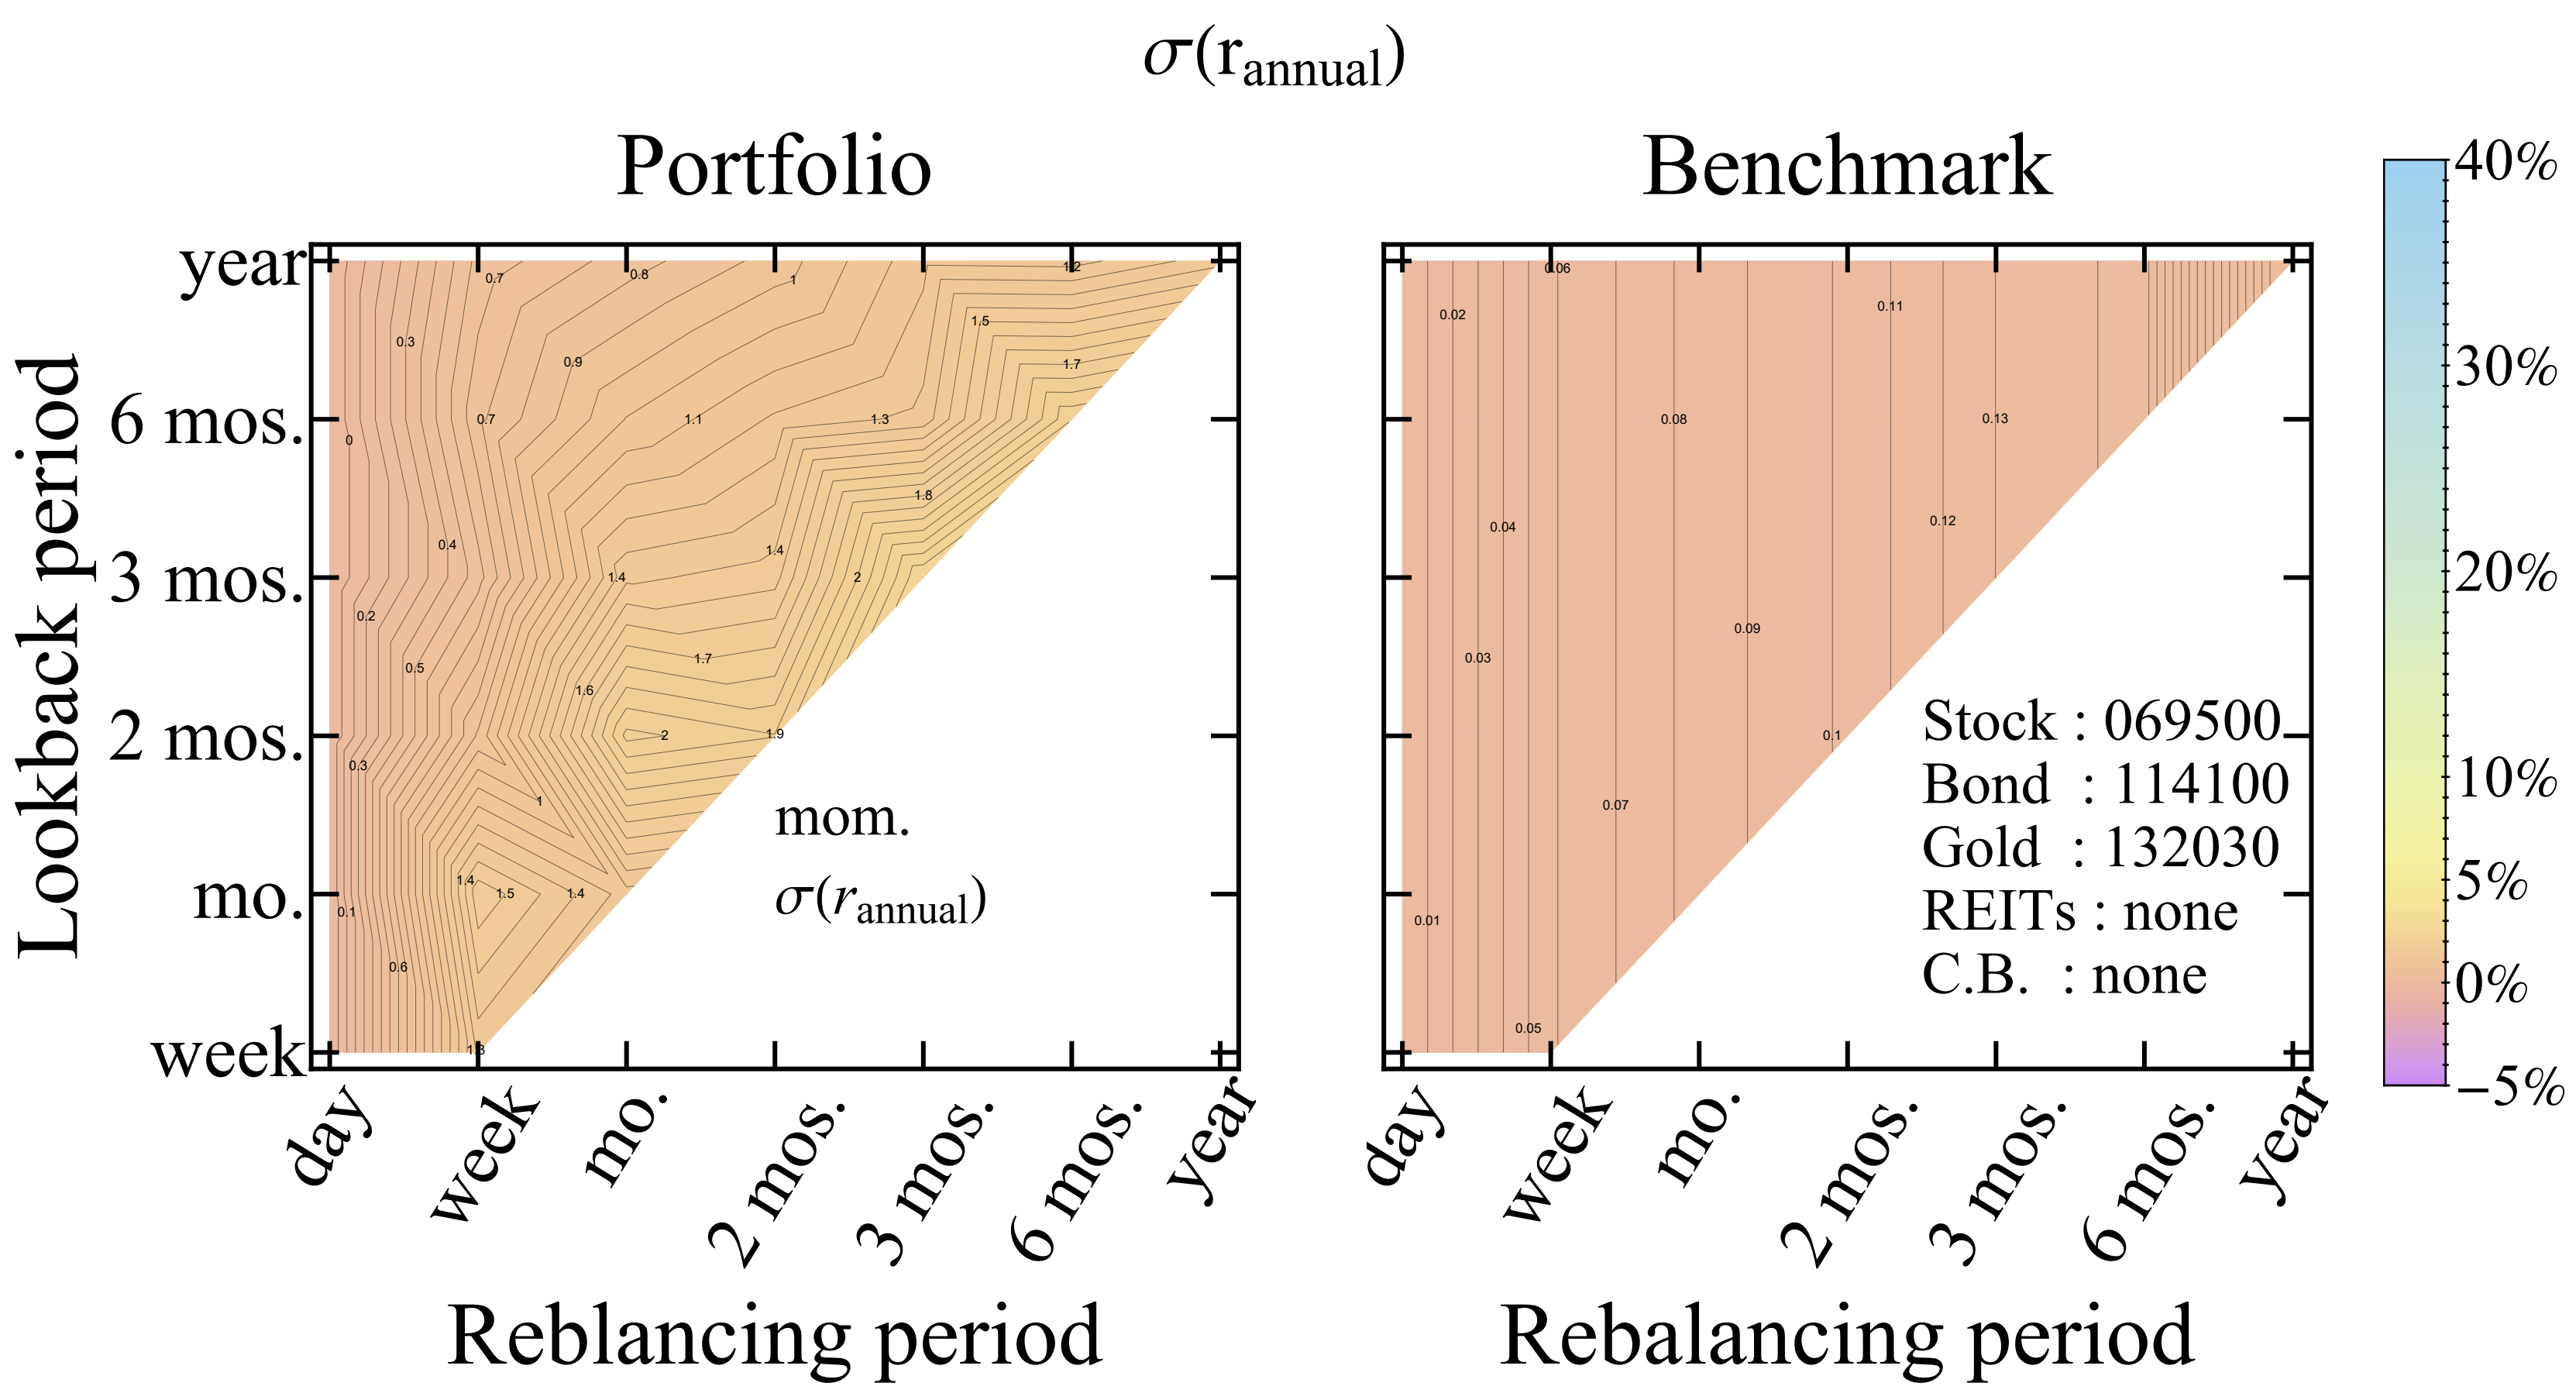 σ(r_annual)
Portfolio
Benchmark
Lookback period
year
6 mos.
3 mos.
2 mos.
mo.
week
0.7
0.8
1
1.2
0.3
1.5
0.9
1.7
0.7
1.1
1.3
0
1.8
0.4
1.4
1.4
2
0.2
0.5
1.7
1.6
2
1.9
0.3
1
1.4
1.5
1.4
0.1
0.6
1.3
mom.
σ(r_annual)
day
week
mo.
2 mos.
3 mos.
6 mos.
year
Reblancing period
0.06
0.02
0.11
0.08
0.13
0.04
0.12
0.09
0.03
0.1
0.07
0.01
0.05
Stock : 069500
Bond : 114100
Gold : 132030
REITs : none
C.B. : none
day
week
mo.
2 mos.
3 mos.
6 mos.
year
Rebalancing period
40%
30%
20%
10%
5%
0%
−5%